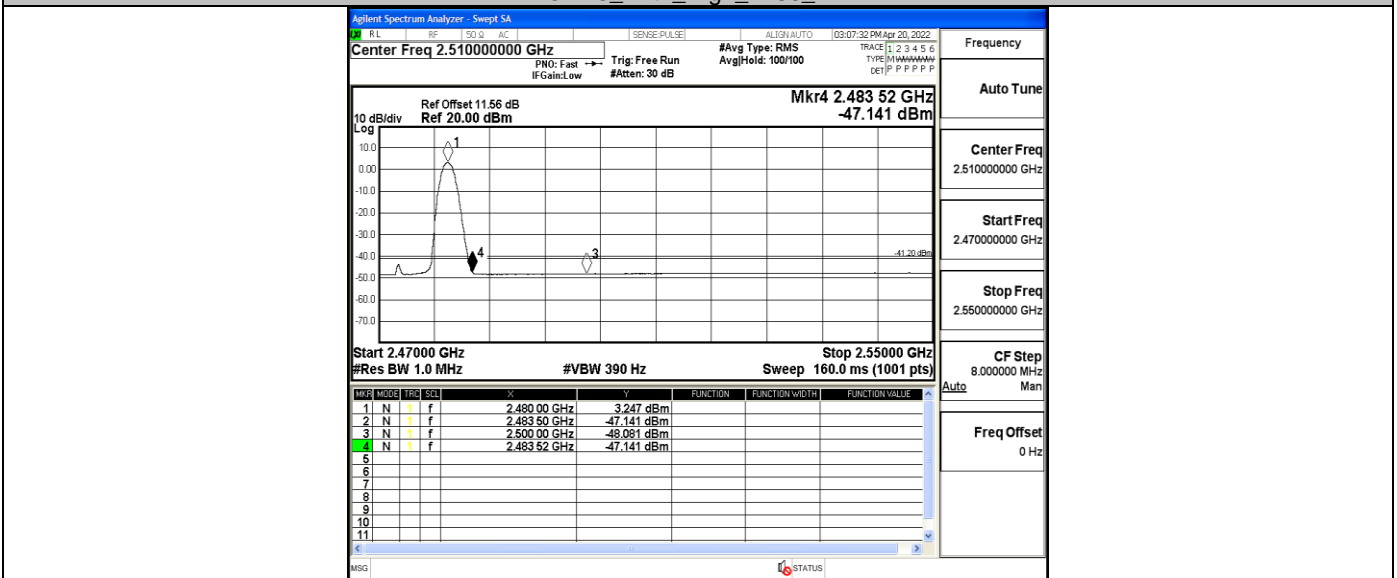 Agilent Spectrum Analyzer - Swept SA
RL RF 50 Ω AC SENSE:PULSE ALIGNAUTO 03:07:32 PM Apr 20, 2022
Center Freq 2.510000000 GHz
PNO: Fast
IFGain:Low
Trig: Free Run
#Atten: 30 dB
#Avg Type: RMS
Avg|Hold: 100/100
TRACE 1 2 3 4 5 6
TYPE M WWWWW
DET P P P P P P
Ref Offset 11.56 dB
10 dB/div Ref 20.00 dBm
Log
Mkr4 2.483 52 GHz
-47.141 dBm
10.0
0.00
-10.0
-20.0
-30.0
-40.0
-50.0
-60.0
-70.0
1
4
3
-41.20 dBm
Start 2.47000 GHz Stop 2.55000 GHz
#Res BW 1.0 MHz #VBW 390 Hz Sweep 160.0 ms (1001 pts)
MKR MODE TRC SCL X Y FUNCTION FUNCTION WIDTH FUNCTION VALUE
1 N 1 f 2.480 00 GHz 3.247 dBm
2 N 1 f 2.483 50 GHz -47.141 dBm
3 N 1 f 2.500 00 GHz -48.081 dBm
4 N 1 f 2.483 52 GHz -47.141 dBm
5
6
7
8
9
10
11
MSG STATUS
Frequency
Auto Tune
Center Freq
2.510000000 GHz
Start Freq
2.470000000 GHz
Stop Freq
2.550000000 GHz
CF Step
8.000000 MHz
Auto Man
Freq Offset
0 Hz